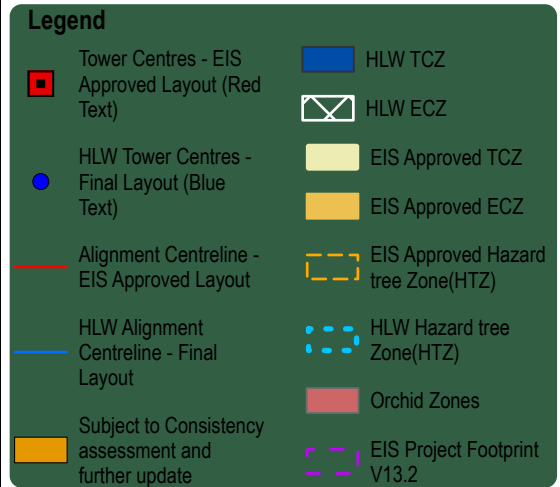 Legend
Tower Centres - EIS
Approved Layout (Red
Text)
HLW Tower Centres -
Final Layout (Blue
Text)
Alignment Centreline -
EIS Approved Layout
HLW Alignment
Centreline - Final
Layout
Subject to Consistency
assessment and
further update
HLW TCZ
HLW ECZ
EIS Approved TCZ
EIS Approved ECZ
EIS Approved Hazard
tree Zone(HTZ)
HLW Hazard tree
Zone(HTZ)
Orchid Zones
EIS Project Footprint
V13.2